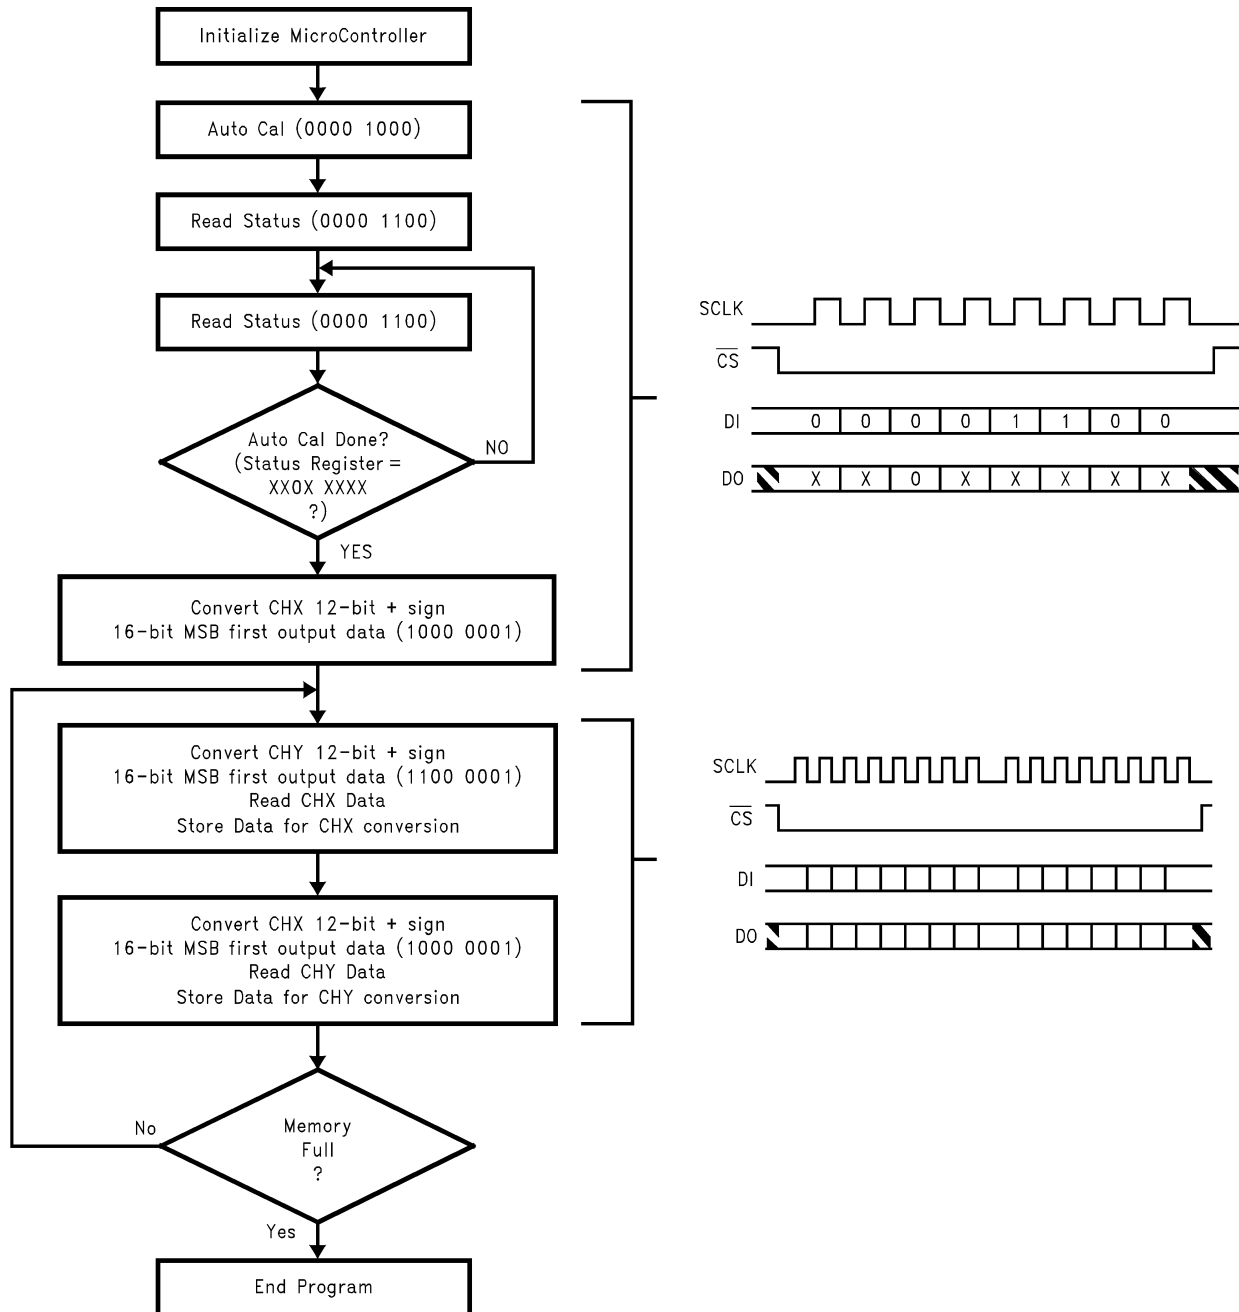 Initialize MicroController
Auto Cal (0000 1000)
Read Status (0000 1100)
Read Status (0000 1100)
Auto Cal Done?
(Status Register =
XX0X XXXX
?)
NO
YES
Convert CHX 12-bit + sign
16-bit MSB first output data (1000 0001)
Convert CHY 12-bit + sign
16-bit MSB first output data (1100 0001)
Read CHX Data
Store Data for CHX conversion
Convert CHX 12-bit + sign
16-bit MSB first output data (1000 0001)
Read CHY Data
Store Data for CHY conversion
Memory
Full
?
No
Yes
End Program
SCLK
CS
DI 0 0 0 0 1 1 0 0
DO X X 0 X X X X X
SCLK
CS
DI
DO